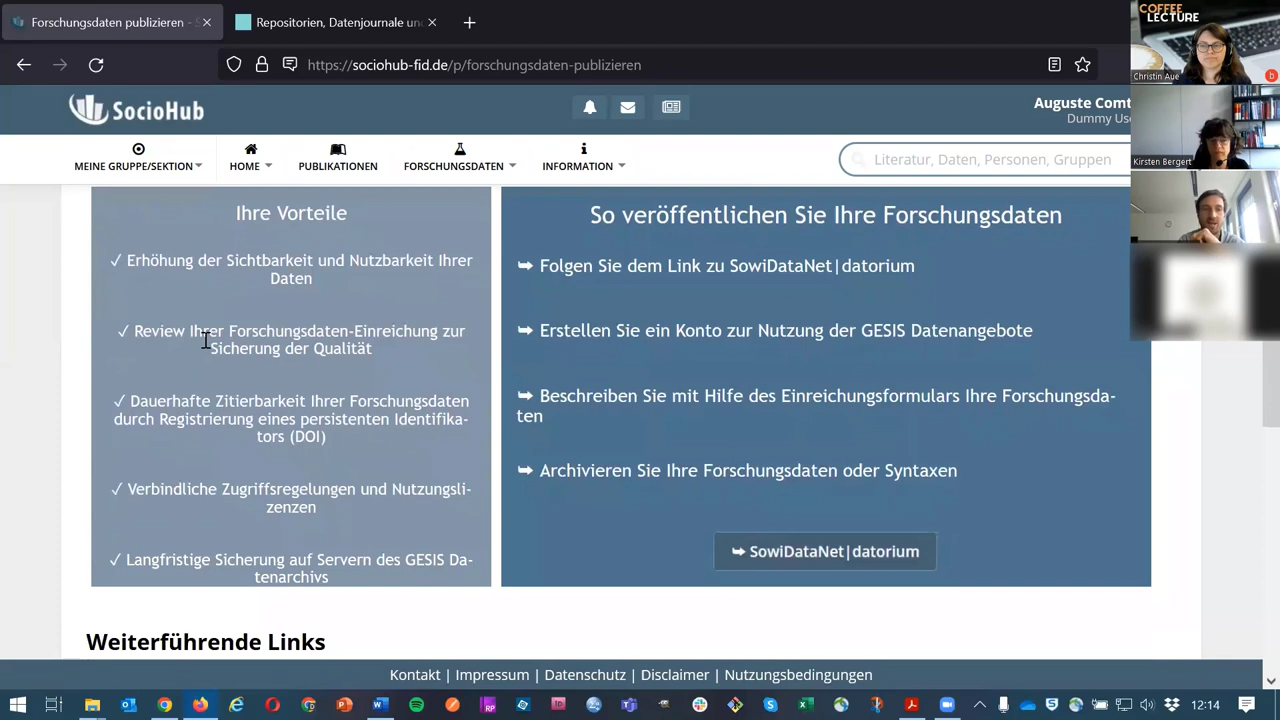 Forschungsdaten publizieren - S
Repositorien, Datenjournale un
COFFEE
LECTURE
Christin Aue
https://sociohub-fid.de/p/forschungsdaten-publizieren
SocioHub
Auguste Comt
Dummy Use
MEINE GRUPPE/SEKTION
HOME
PUBLIKATIONEN
FORSCHUNGSDATEN
INFORMATION
Literatur, Daten, Personen, Gruppen
Kirsten Bergert
Ihre Vorteile
✓ Erhöhung der Sichtbarkeit und Nutzbarkeit Ihrer
Daten
✓ Review Ihrer Forschungsdaten-Einreichung zur
Sicherung der Qualität
✓ Dauerhafte Zitierbarkeit Ihrer Forschungsdaten
durch Registrierung eines persistenten Identifika-
tors (DOI)
✓ Verbindliche Zugriffsregelungen und Nutzungsli-
zenzen
✓ Langfristige Sicherung auf Servern des GESIS Da-
tenarchivs
So veröffentlichen Sie Ihre Forschungsdaten
➥ Folgen Sie dem Link zu SowiDataNet|datorium
➥ Erstellen Sie ein Konto zur Nutzung der GESIS Datenangebote
➥ Beschreiben Sie mit Hilfe des Einreichungsformulars Ihre Forschungsda-
ten
➥ Archivieren Sie Ihre Forschungsdaten oder Syntaxen
➥ SowiDataNet|datorium
Weiterführende Links
Kontakt | Impressum | Datenschutz | Disclaimer | Nutzungsbedingungen
12:14